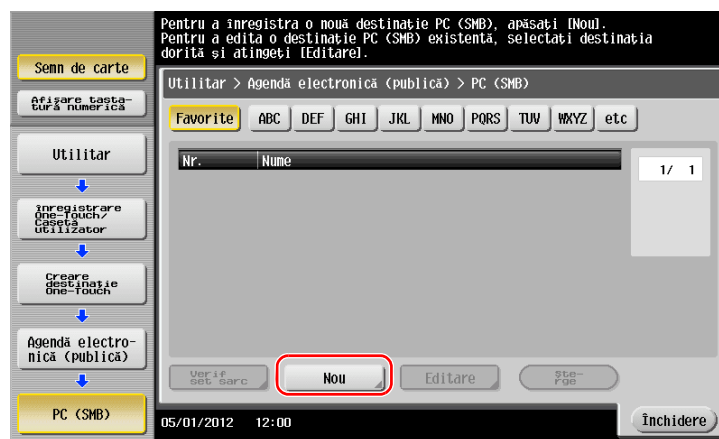 Pentru a înregistra o nouă destinație PC (SMB), apăsați [Nou].
Pentru a edita o destinație PC (SMB) existentă, selectați destinația
dorită și atingeți [Editare].
Semn de carte
Afișare tasta-
tură numerică
Utilitar
înregistrare
One-Touch/
Casetă
utilizator
Creare
destinație
One-Touch
Agendă electro-
nică (publică)
PC (SMB)
Utilitar > Agendă electronică (publică) > PC (SMB)
Favorite ABC DEF GHI JKL MNO PQRS TUV WXYZ etc
Nr. Nume
1/ 1
Verif
set sarc
Nou
Editare
Ște-
rge
05/01/2012 12:00
Închidere